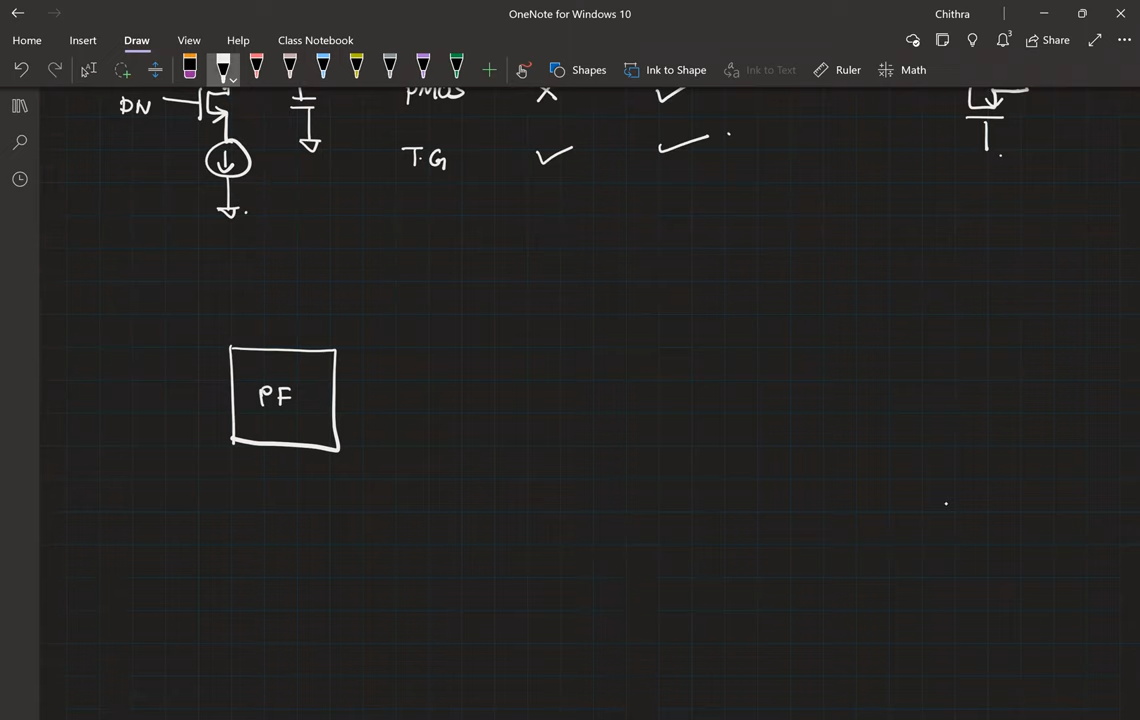 OneNote for Windows 10
Chithra
Home Insert Draw View Help Class Notebook
3
Share
Shapes Ink to Shape Ink to Text Ruler Math
DN
pMOS X ✓
T.G ✓ ✓
PF